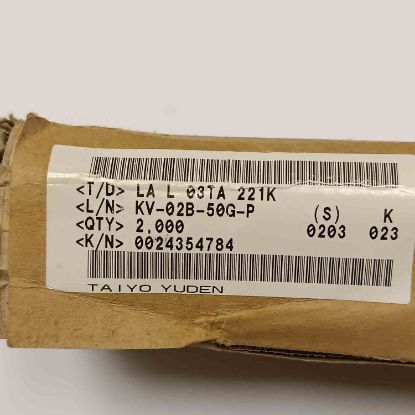 <T/D> LA L 03TA 221K
<L/N> KV-02B-50G-P (S) K
<QTY> 2,000 0203 023
<K/N> 0024354784
TAIYO YUDEN